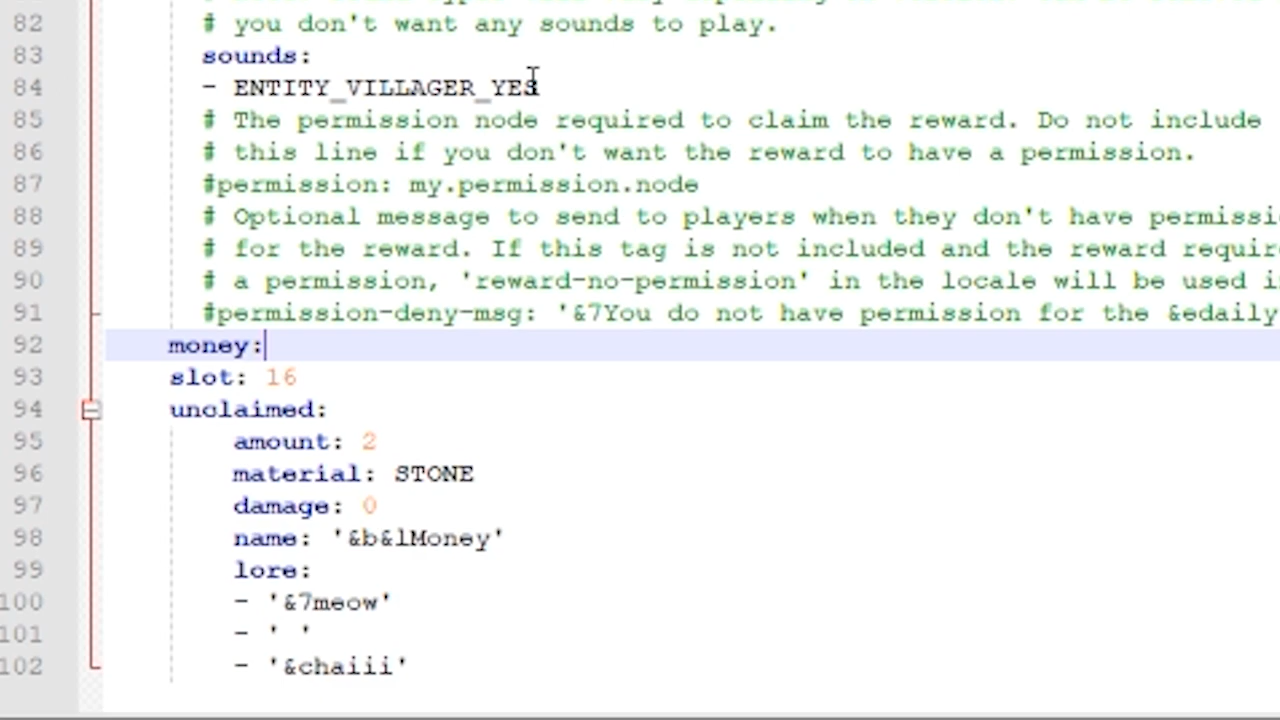 82 # you don't want any sounds to play.
83 sounds:
84 - ENTITY_VILLAGER_YES
85 # The permission node required to claim the reward. Do not include
86 # this line if you don't want the reward to have a permission.
87 #permission: my.permission.node
88 # Optional message to send to players when they don't have permissi
89 # for the reward. If this tag is not included and the reward requir
90 # a permission, 'reward-no-permission' in the locale will be used i
91 #permission-deny-msg: '&7You do not have permission for the &edaily
92 money:
93 slot: 16
94 unclaimed:
95 amount: 2
96 material: STONE
97 damage: 0
98 name: '&b&lMoney'
99 lore:
100 - '&7meow'
101 - ' '
102 - '&chaiii'